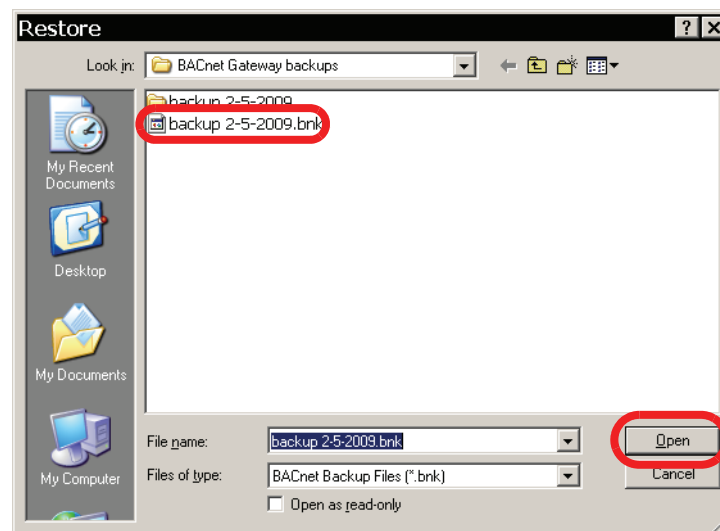 Restore
Look in:
BACnet Gateway backups
backup 2-5-2009
backup 2-5-2009.bnk
My Recent
Documents
Desktop
My Documents
My Computer
File name:
backup 2-5-2009.bnk
Open
Files of type:
BACnet Backup Files (*.bnk)
Cancel
Open as read-only